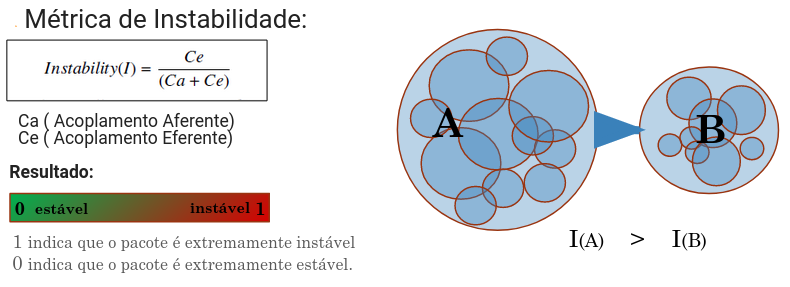 Métrica de Instabilidade:
Instability(I) = Ce / (Ca + Ce)
Ca ( Acoplamento Aferente)
Ce ( Acoplamento Eferente)
Resultado:
0 estável instável 1
1 indica que o pacote é extremamente instável
0 indica que o pacote é extremamente estável.
A B
I(A) > I(B)